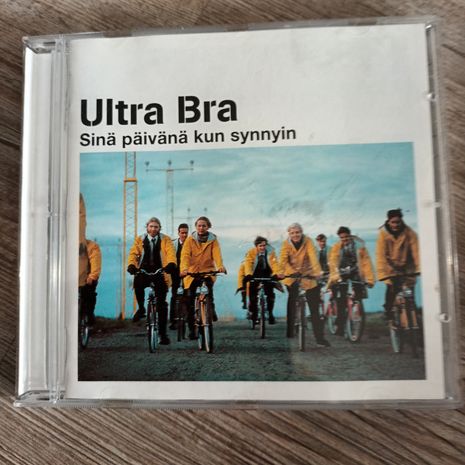 Ultra Bra
Sinä päivänä kun synnyin